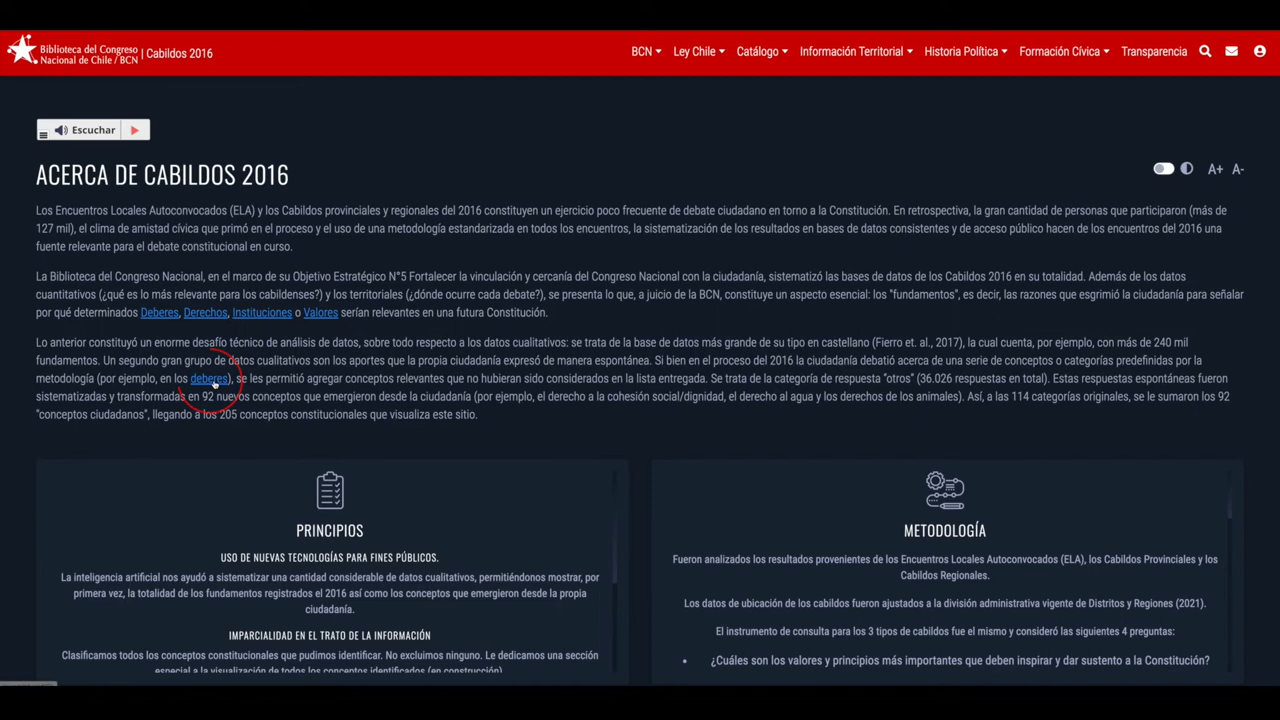 Biblioteca del Congreso
Nacional de Chile / BCN | Cabildos 2016
BCN Ley Chile Catálogo Información Territorial Historia Política Formación Cívica Transparencia
Escuchar
ACERCA DE CABILDOS 2016
A+ A-
Los Encuentros Locales Autoconvocados (ELA) y los Cabildos provinciales y regionales del 2016 constituyen un ejercicio poco frecuente de debate ciudadano en torno a la Constitución. En retrospectiva, la gran cantidad de personas que participaron (más de
127 mil), el clima de amistad cívica que primó en el proceso y el uso de una metodología estandarizada en todos los encuentros, la sistematización de los resultados en bases de datos consistentes y de acceso público hacen de los encuentros del 2016 una
fuente relevante para el debate constitucional en curso.
La Biblioteca del Congreso Nacional, en el marco de su Objetivo Estratégico N°5 Fortalecer la vinculación y cercanía del Congreso Nacional con la ciudadanía, sistematizó las bases de datos de los Cabildos 2016 en su totalidad. Además de los datos
cuantitativos (¿qué es lo más relevante para los cabildenses?) y los territoriales (¿dónde ocurre cada debate?), se presenta lo que, a juicio de la BCN, constituye un aspecto esencial: los "fundamentos", es decir, las razones que esgrimió la ciudadanía para señalar
por qué determinados Deberes, Derechos, Instituciones o Valores serían relevantes en una futura Constitución.
Lo anterior constituyó un enorme desafío técnico de análisis de datos, sobre todo respecto a los datos cualitativos: se trata de la base de datos más grande de su tipo en castellano (Fierro et. al., 2017), la cual cuenta, por ejemplo, con más de 240 mil
fundamentos. Un segundo gran grupo de datos cualitativos son los aportes que la propia ciudadanía expresó de manera espontánea. Si bien en el proceso del 2016 la ciudadanía debatió acerca de una serie de conceptos o categorías predefinidas por la
metodología (por ejemplo, en los deberes), se les permitió agregar conceptos relevantes que no hubieran sido considerados en la lista entregada. Se trata de la categoría de respuesta "otros" (36.026 respuestas en total). Estas respuestas espontáneas fueron
sistematizadas y transformadas en 92 nuevos conceptos que emergieron desde la ciudadanía (por ejemplo, el derecho a la cohesión social/dignidad, el derecho al agua y los derechos de los animales). Así, a las 114 categorías originales, se le sumaron los 92
"conceptos ciudadanos", llegando a los 205 conceptos constitucionales que visualiza este sitio.
PRINCIPIOS
USO DE NUEVAS TECNOLOGÍAS PARA FINES PÚBLICOS.
La inteligencia artificial nos ayudó a sistematizar una cantidad considerable de datos cualitativos, permitiéndonos mostrar, por
primera vez, la totalidad de los fundamentos registrados el 2016 así como los conceptos que emergieron desde la propia
ciudadanía.
IMPARCIALIDAD EN EL TRATO DE LA INFORMACIÓN
Clasificamos todos los conceptos constitucionales que pudimos identificar. No excluimos ninguno. Le dedicamos una sección
especial a la visualización de todos los conceptos identificados (en construcción).
METODOLOGÍA
Fueron analizados los resultados provenientes de los Encuentros Locales Autoconvocados (ELA), los Cabildos Provinciales y los
Cabildos Regionales.
Los datos de ubicación de los cabildos fueron ajustados a la división administrativa vigente de Distritos y Regiones (2021).
El instrumento de consulta para los 3 tipos de cabildos fue el mismo y consideró las siguientes 4 preguntas:
• ¿Cuáles son los valores y principios más importantes que deben inspirar y dar sustento a la Constitución?